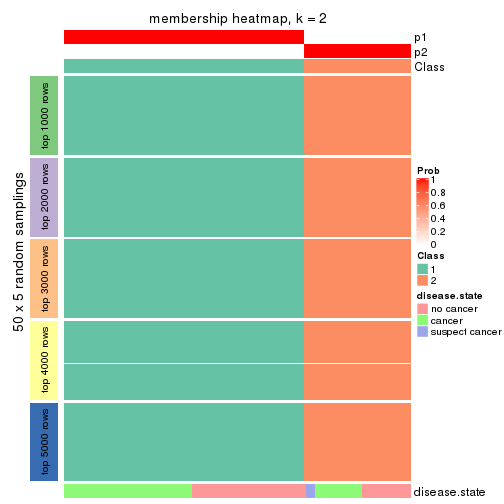 membership heatmap, k = 2
p1
p2
Class
50 x 5 random samplings
top 1000 rows
top 2000 rows
top 3000 rows
top 4000 rows
top 5000 rows
Prob
1
0.8
0.6
0.4
0.2
0
Class
1
2
disease.state
no cancer
cancer
suspect cancer
disease.state